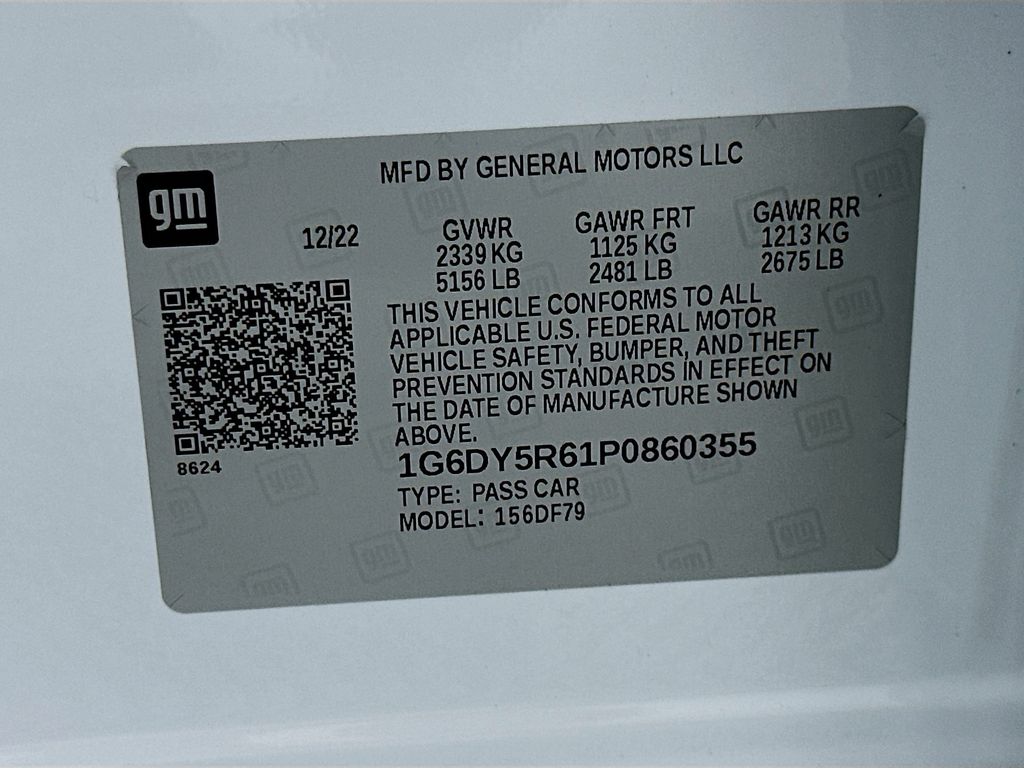 MFD BY GENERAL MOTORS LLC
gm
12/22
GVWR
2339 KG
5156 LB
GAWR FRT
1125 KG
2481 LB
GAWR RR
1213 KG
2675 LB
THIS VEHICLE CONFORMS TO ALL
APPLICABLE U.S. FEDERAL MOTOR
VEHICLE SAFETY, BUMPER, AND THEFT
PREVENTION STANDARDS IN EFFECT ON
THE DATE OF MANUFACTURE SHOWN
ABOVE.
8624
1G6DY5R61P0860355
TYPE: PASS CAR
MODEL: 156DF79